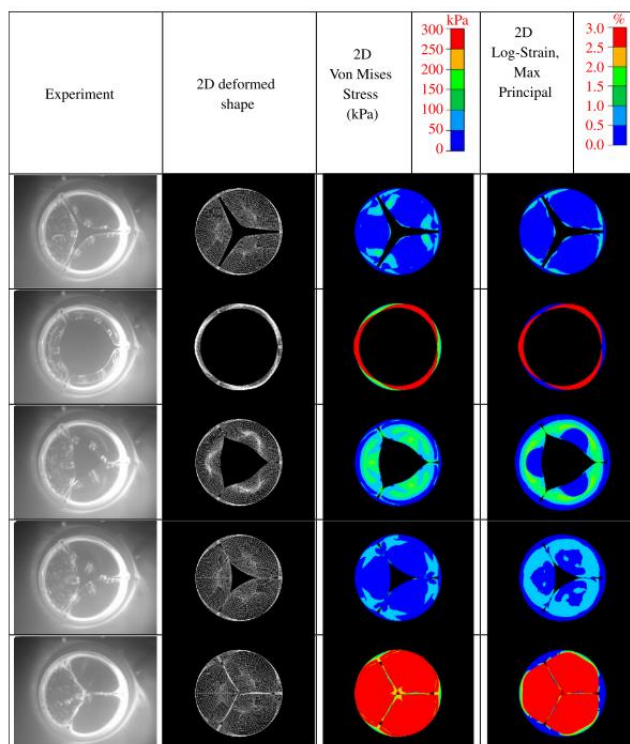 Experiment
2D deformed
shape
2D
Von Mises
Stress
(kPa)
kPa
300
250
200
150
100
50
0
2D
Log-Strain,
Max
Principal
%
3.0
2.5
2.0
1.5
1.0
0.5
0.0